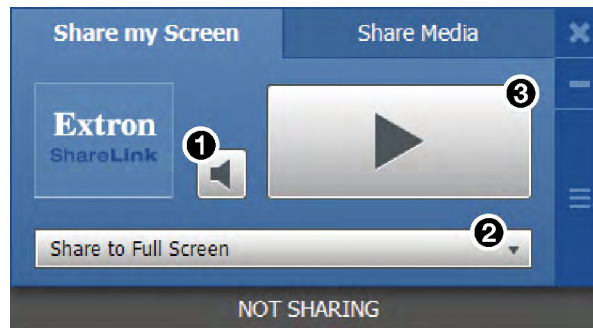 Share my Screen
Share Media
Extron
ShareLink
1
3
Share to Full Screen
2
NOT SHARING